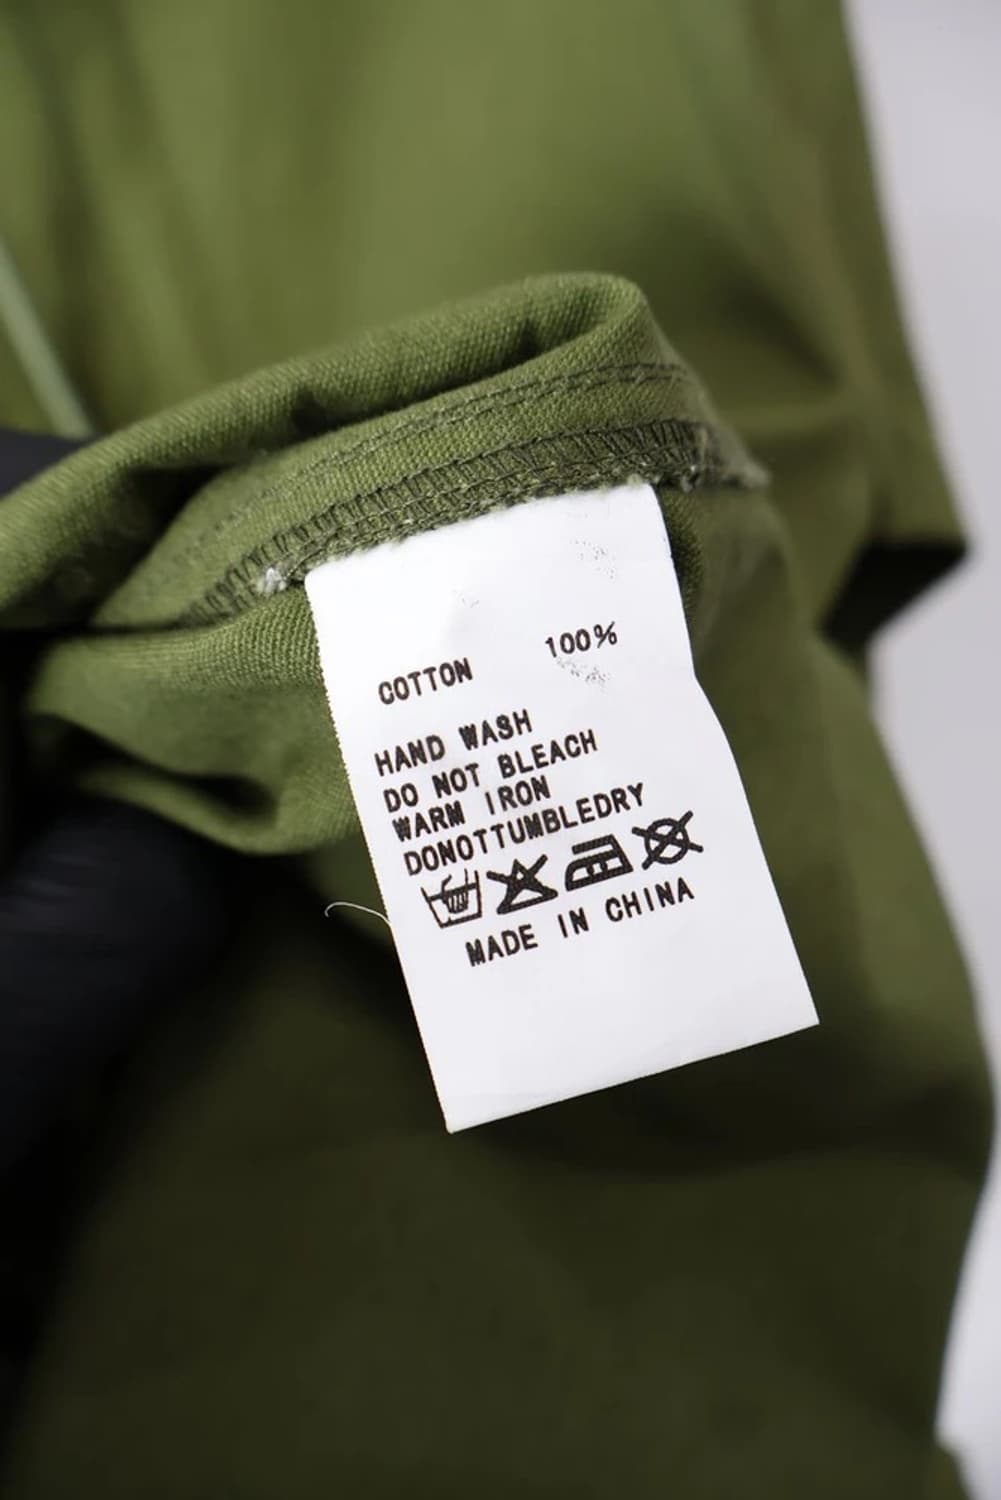 COTTON 100%
HAND WASH
DO NOT BLEACH
WARM IRON
DONOTTUMBLEDRY
MADE IN CHINA